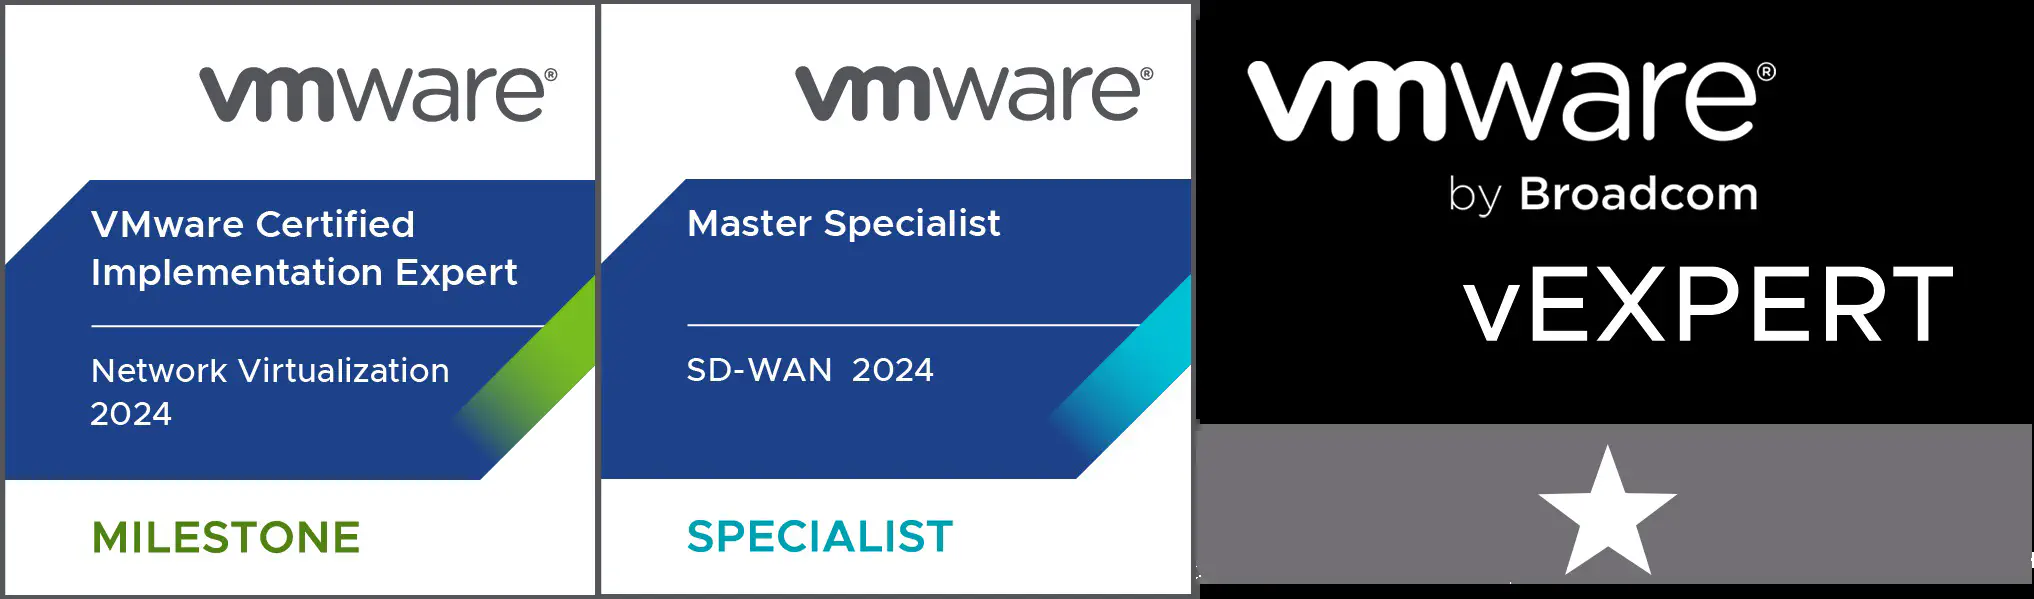 vmware®
VMware Certified
Implementation Expert
Network Virtualization
2024
MILESTONE
vmware®
Master Specialist
SD-WAN 2024
SPECIALIST
vmware®
by Broadcom
vEXPERT